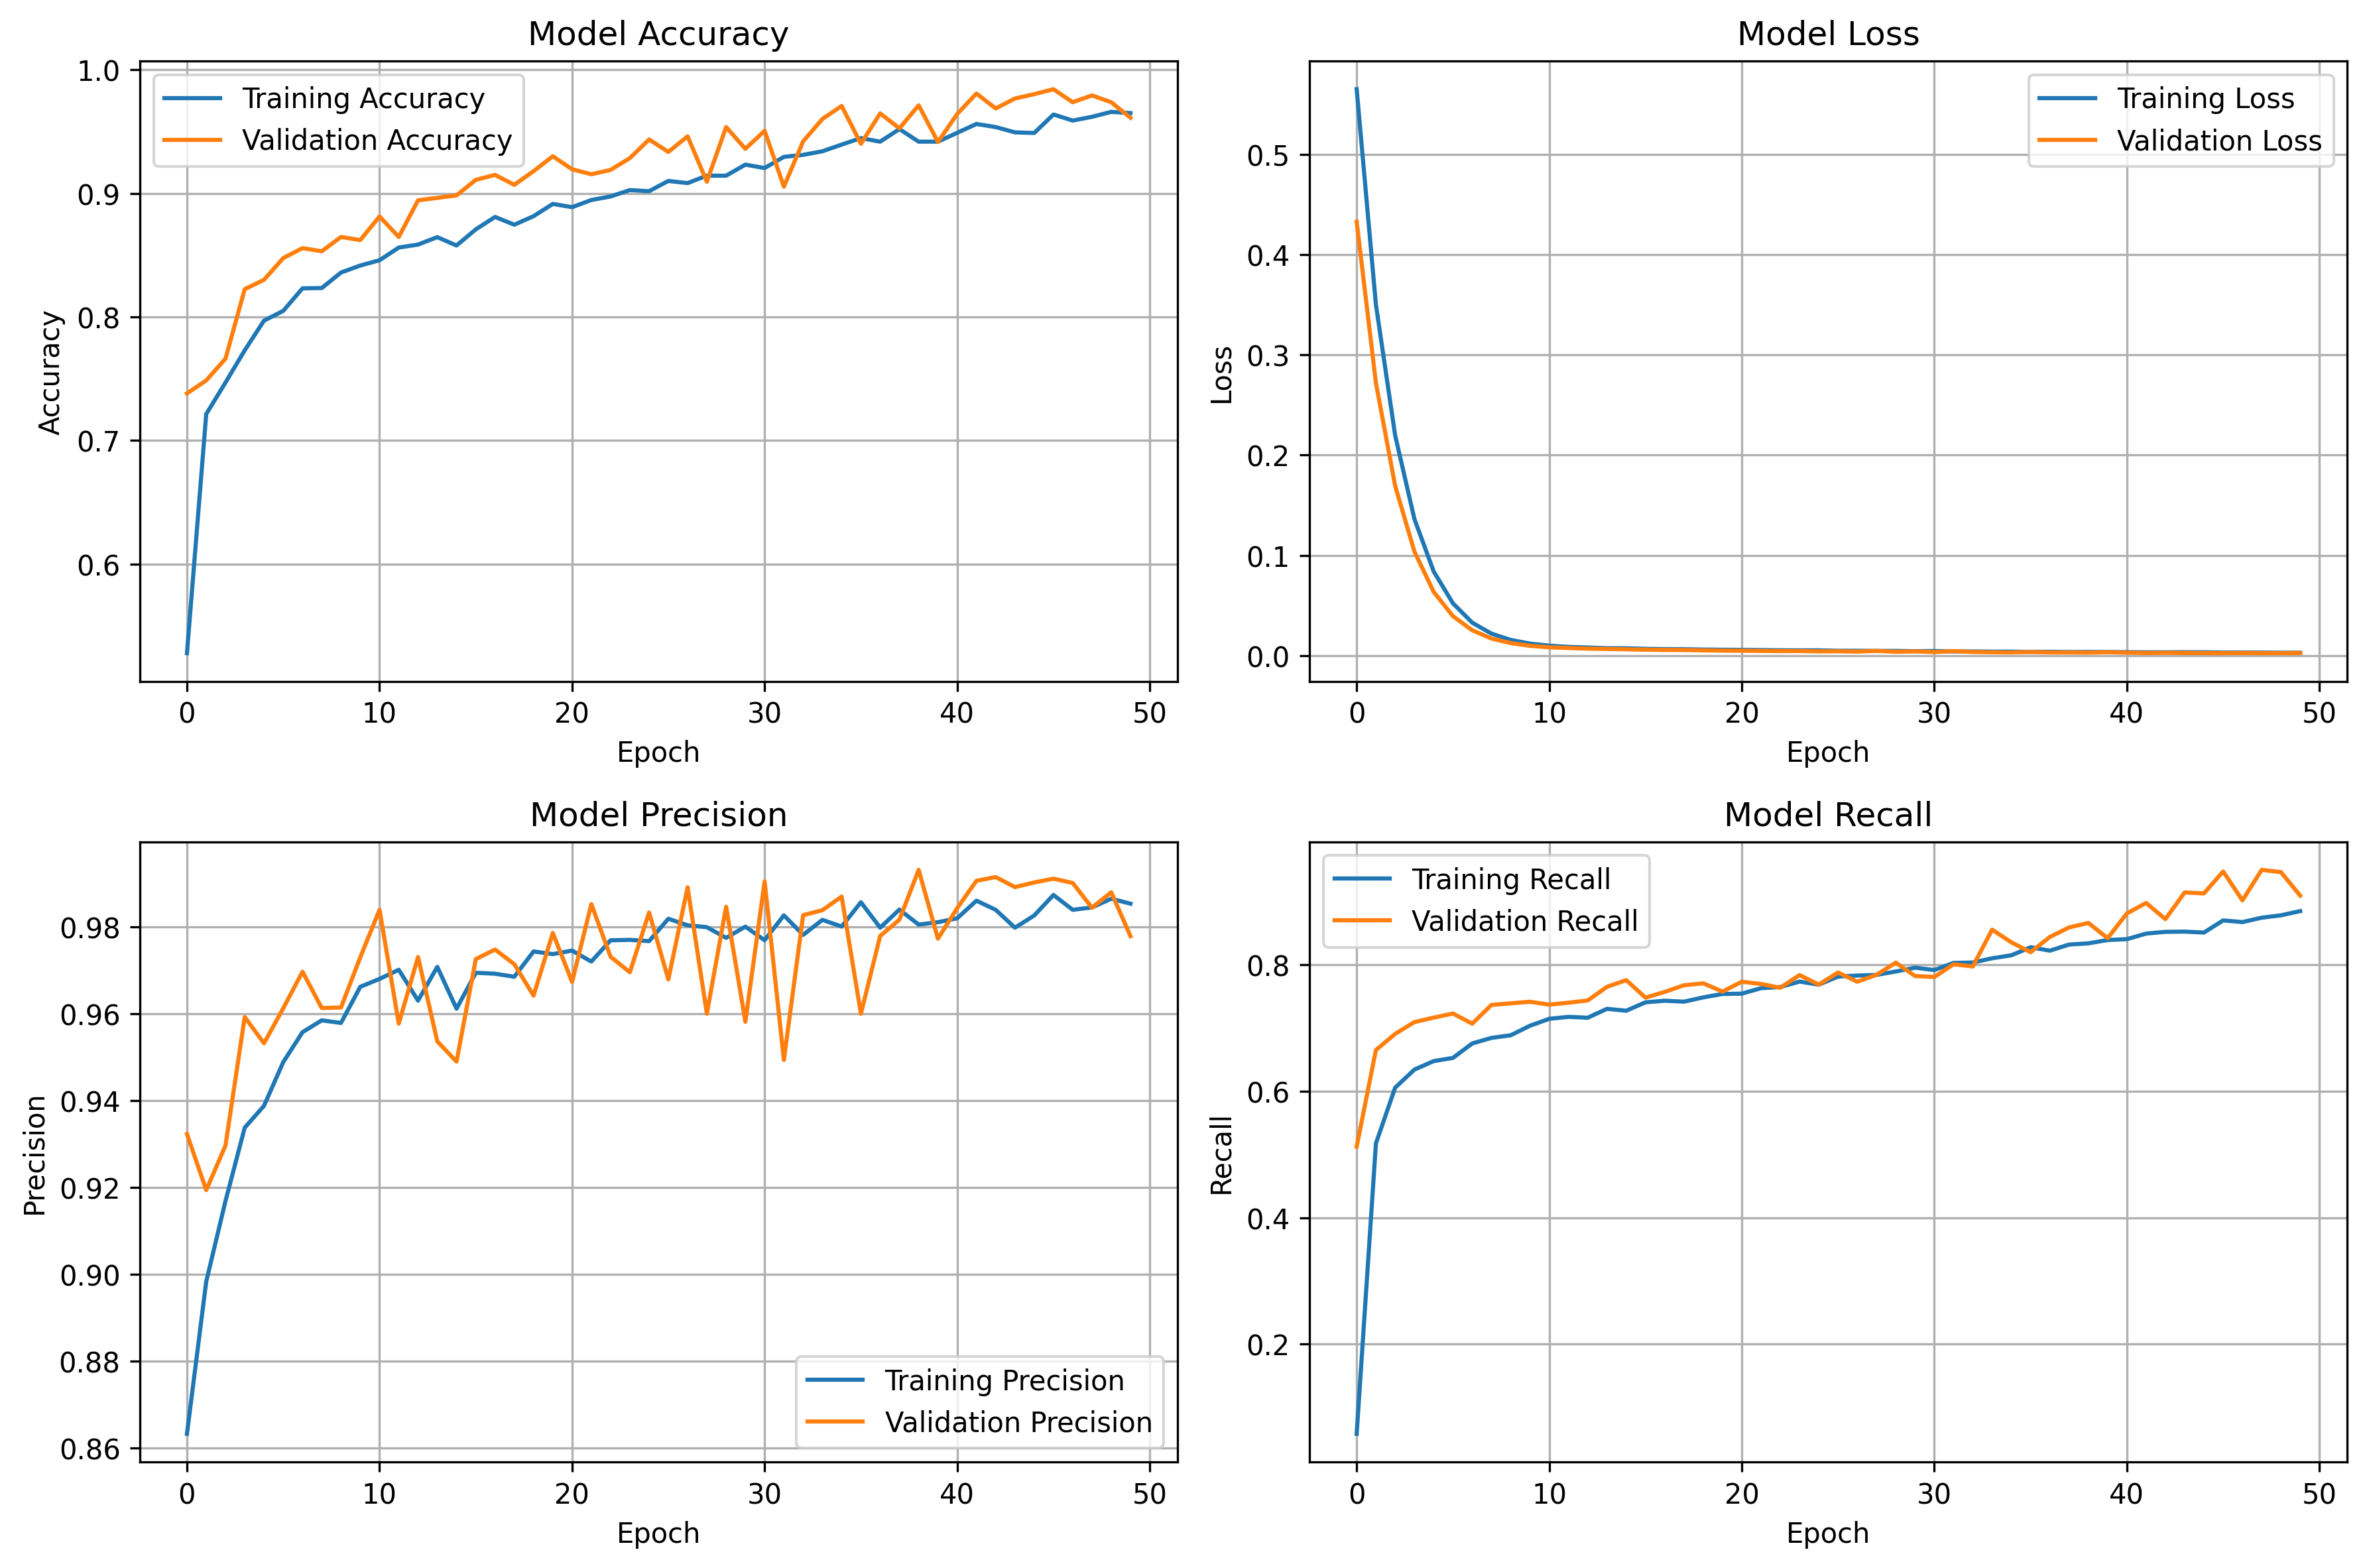 Model Accuracy
1.0
0.9
0.8
0.7
0.6
Accuracy
Training Accuracy
Validation Accuracy
0 10 20 30 40 50
Epoch
Model Loss
0.5
0.4
0.3
0.2
0.1
0.0
Loss
Training Loss
Validation Loss
0 10 20 30 40 50
Epoch
Model Precision
0.98
0.96
0.94
0.92
0.90
0.88
0.86
Precision
Training Precision
Validation Precision
0 10 20 30 40 50
Epoch
Model Recall
0.8
0.6
0.4
0.2
Recall
Training Recall
Validation Recall
0 10 20 30 40 50
Epoch